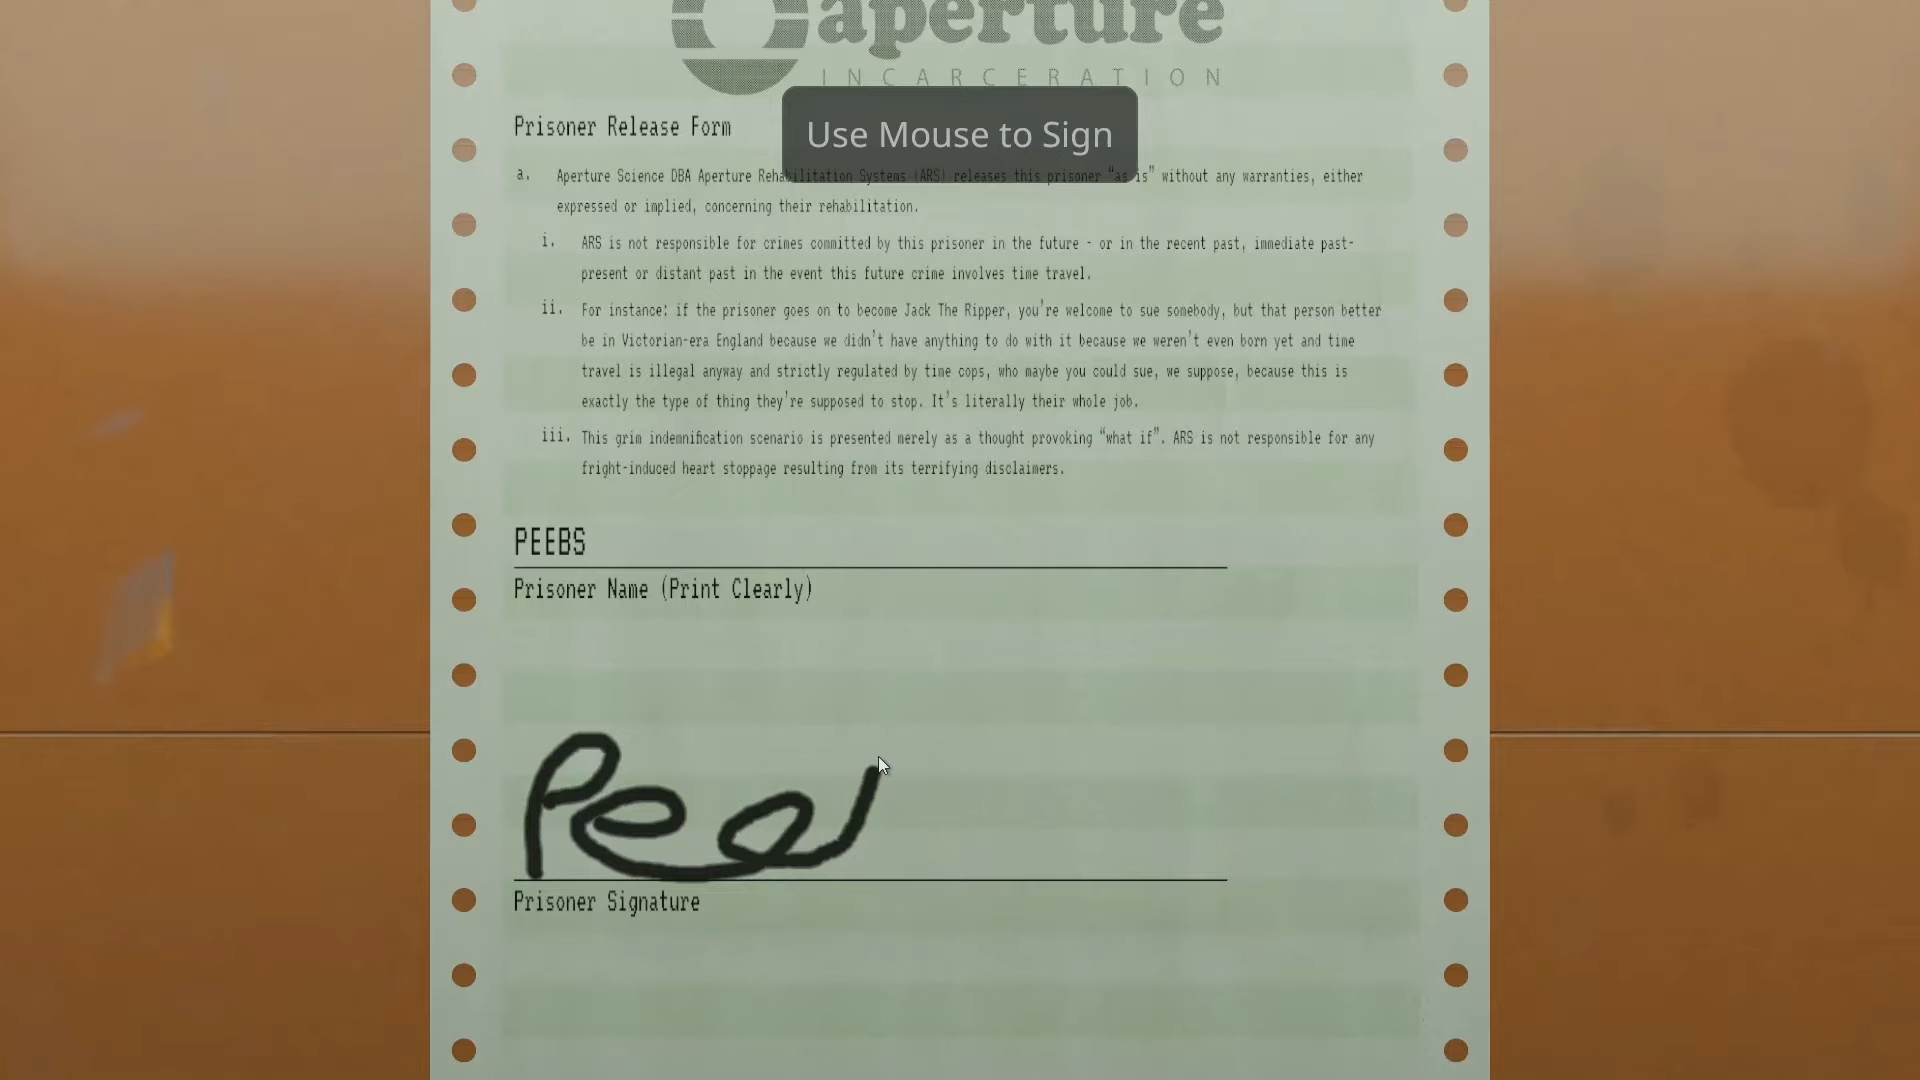 aperture
INCARCERATION
Use Mouse to Sign
Prisoner Release Form
a. Aperture Science DBA Aperture Rehabilitation Systems (ARS) releases this prisoner “as is” without any warranties, either
expressed or implied, concerning their rehabilitation.
i. ARS is not responsible for crimes committed by this prisoner in the future - or in the recent past, immediate past-
present or distant past in the event this future crime involves time travel.
ii. For instance: if the prisoner goes on to become Jack The Ripper, you're welcome to sue somebody, but that person better
be in Victorian-era England because we didn't have anything to do with it because we weren't even born yet and time
travel is illegal anyway and strictly regulated by time cops, who maybe you could sue, we suppose, because this is
exactly the type of thing they're supposed to stop. It's literally their whole job.
iii. This grim indemnification scenario is presented merely as a thought provoking “what if”. ARS is not responsible for any
fright-induced heart stoppage resulting from its terrifying disclaimers.
PEEBS
Prisoner Name (Print Clearly)
Prisoner Signature